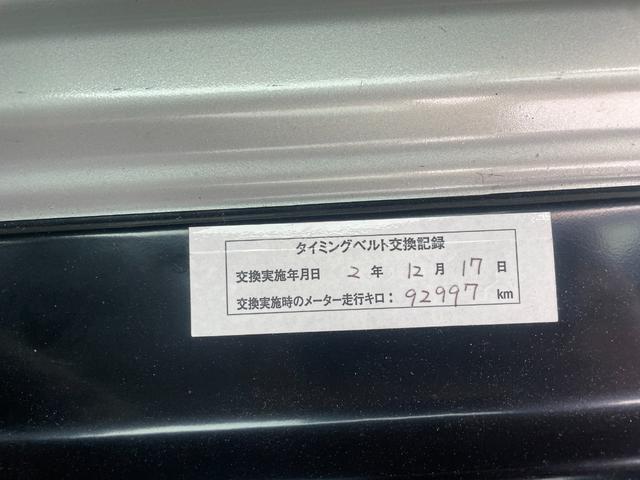 タイミングベルト交換記録
交換実施年月日 2 年 12 月 17 日
交換実施時のメーター走行キロ： 92997 km